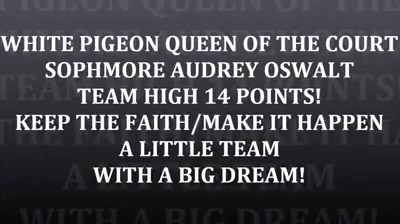 WHITE PIGEON QUEEN OF THE COURT
SOPHMORE AUDREY OSWALT
TEAM HIGH 14 POINTS!
KEEP THE FAITH/MAKE IT HAPPEN
A LITTLE TEAM
WITH A BIG DREAM!